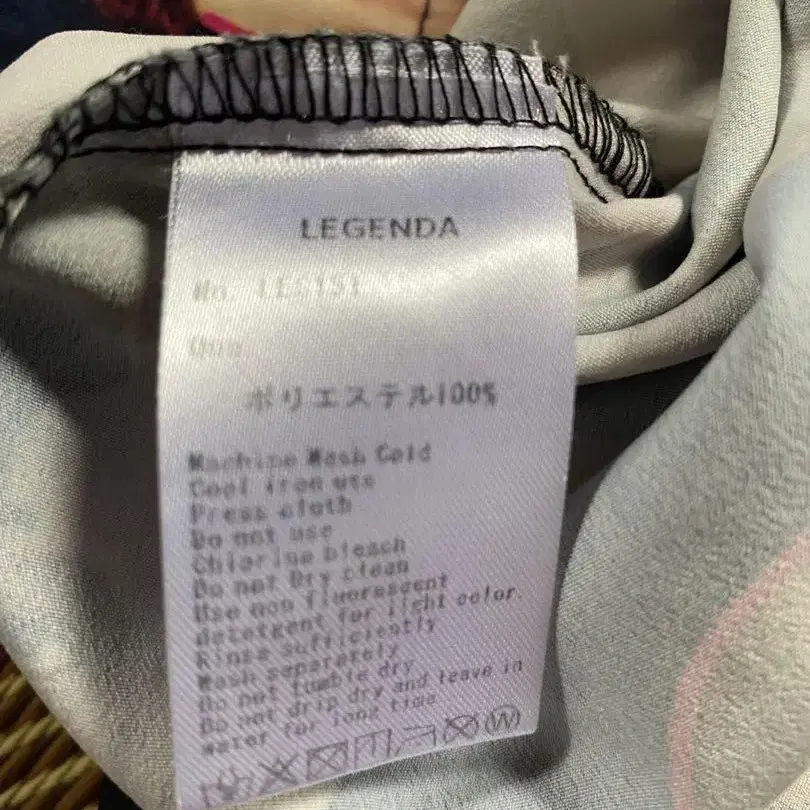 LEGENDA
No.
ポリエステル100%
Machine Wash Cold
Cool iron use
Press cloth
Do not use
Chlorine bleach
Do not Dry clean
Use non fluorescent
detetgent for light color.
Rinse sufficiently
Wash separately
Do not tumble dry
Do not drip dry and leave in
water for long time